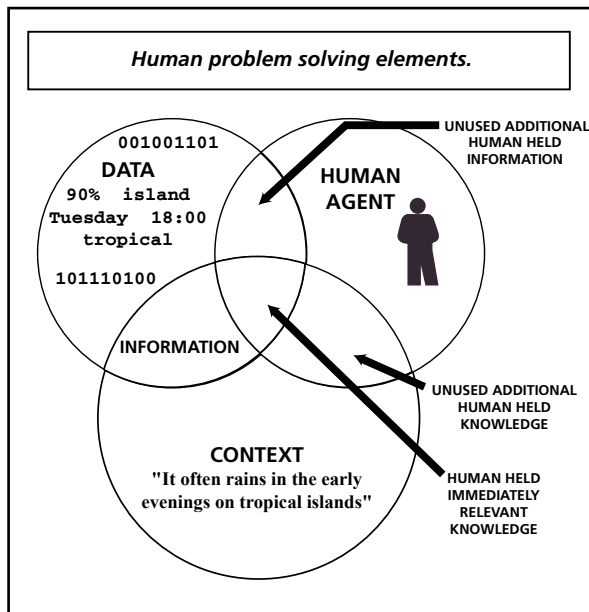 Human problem solving elements.
001001101
DATA
90% island
Tuesday 18:00
tropical
101110100
HUMAN
AGENT
UNUSED ADDITIONAL
HUMAN HELD
INFORMATION
INFORMATION
UNUSED ADDITIONAL
HUMAN HELD
KNOWLEDGE
CONTEXT
"It often rains in the early
evenings on tropical islands"
HUMAN HELD
IMMEDIATELY
RELEVANT
KNOWLEDGE